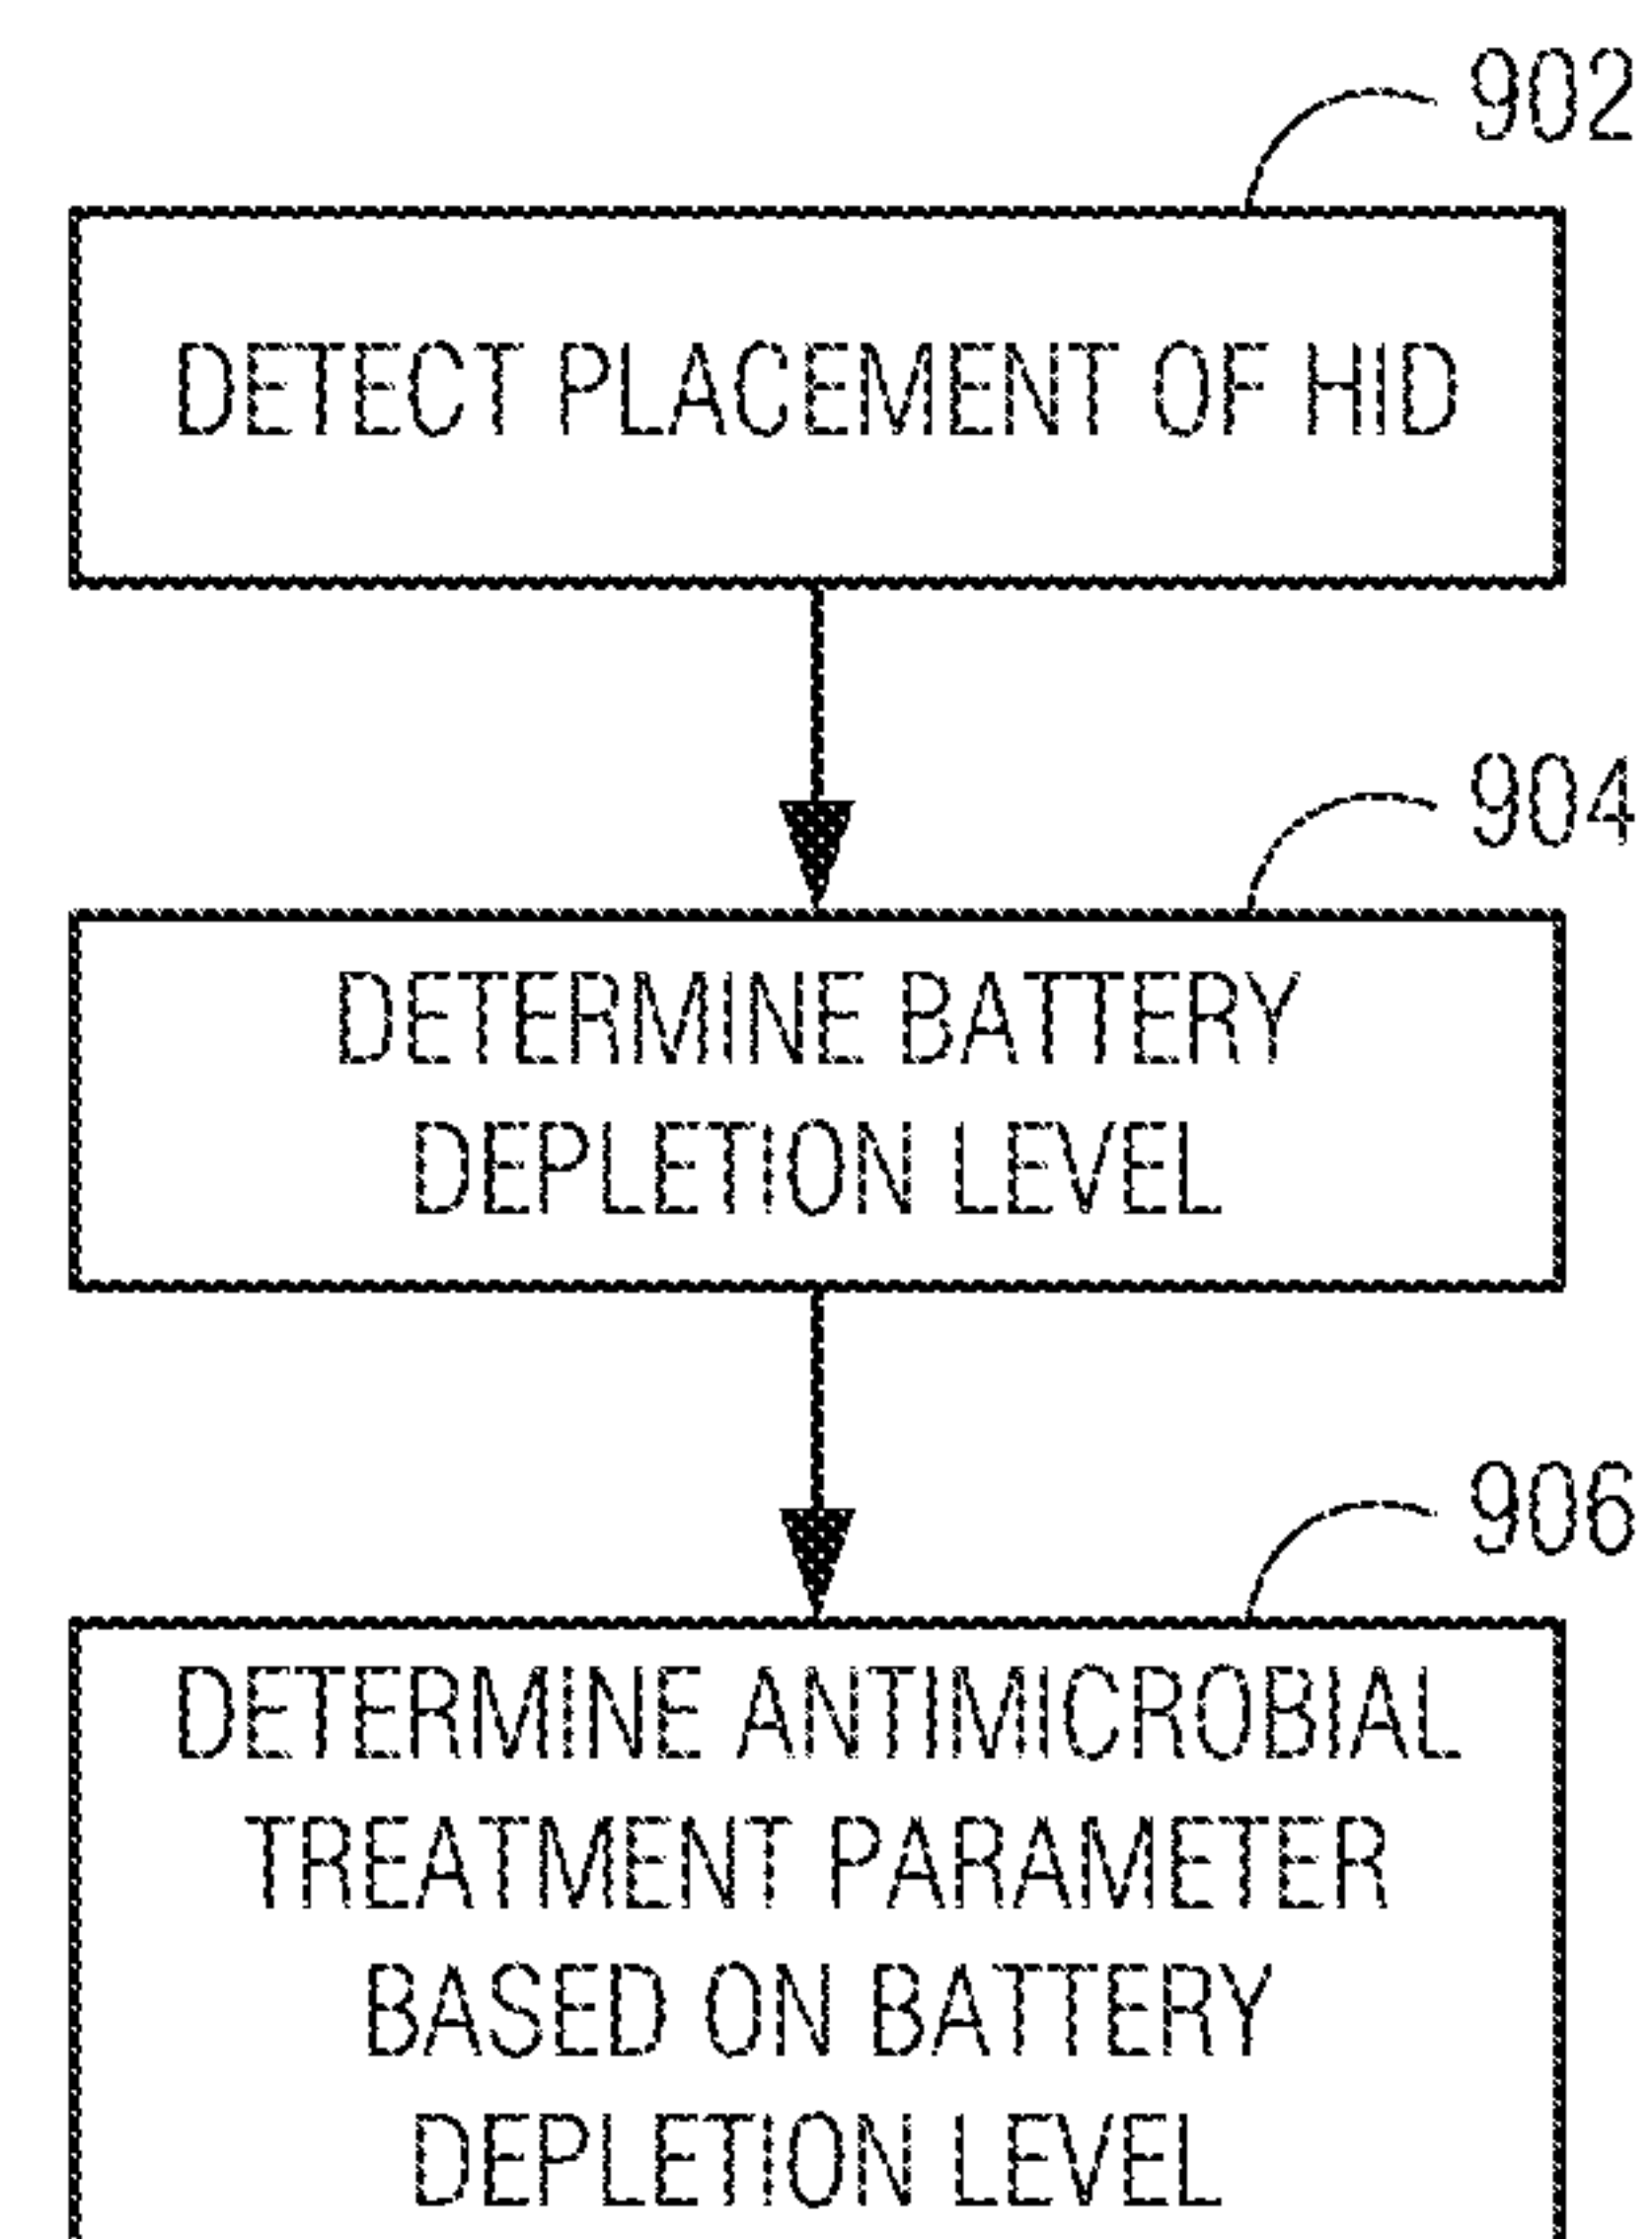 902
DETECT PLACEMENT OF HID
904
DETERMINE BATTERY
DEPLETION LEVEL
906
DETERMINE ANTIMICROBIAL
TREATMENT PARAMETER
BASED ON BATTERY
DEPLETION LEVEL